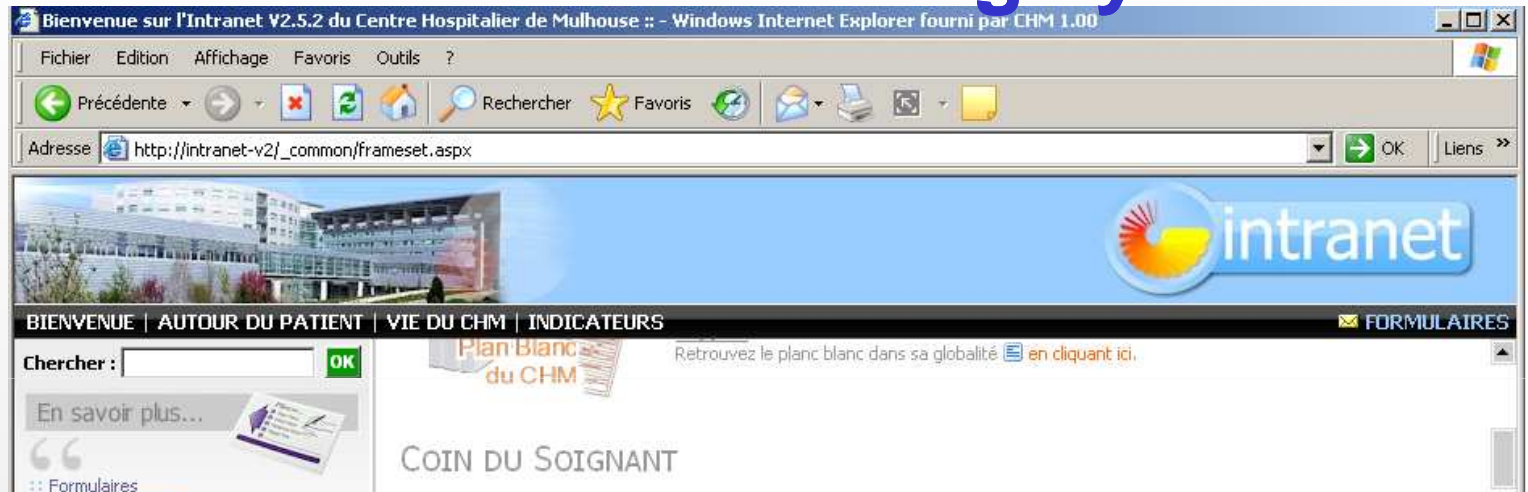 Bienvenue sur l'Intranet V2.5.2 du Centre Hospitalier de Mulhouse :: - Windows Internet Explorer fourni par CHM 1.00
Fichier Edition Affichage Favoris Outils ?
Précédente Rechercher Favoris
Adresse http://intranet-v2/_common/frameset.aspx OK Liens »
intranet
BIENVENUE | AUTOUR DU PATIENT | VIE DU CHM | INDICATEURS FORMULAIRES
Chercher : OK
Plan Blanc
du CHM
Retrouvez le planc blanc dans sa globalité en cliquant ici.
En savoir plus...
COIN DU SOIGNANT
:: Formulaires